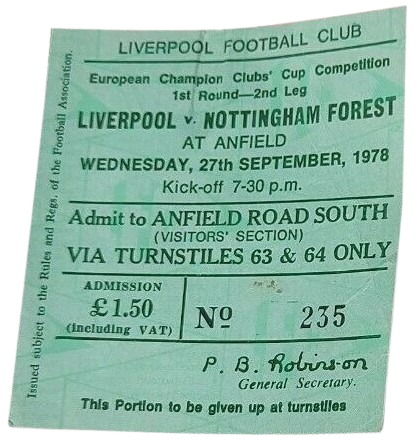 LIVERPOOL FOOTBALL CLUB
European Champion Clubs' Cup Competition
1st Round—2nd Leg
LIVERPOOL v. NOTTINGHAM FOREST
AT ANFIELD
WEDNESDAY, 27th SEPTEMBER, 1978
Kick-off 7-30 p.m.
Admit to ANFIELD ROAD SOUTH
(VISITORS' SECTION)
VIA TURNSTILES 63 & 64 ONLY
ADMISSION
£1.50
(including VAT)
Nº 235
P. B. Robinson
General Secretary.
This Portion to be given up at turnstiles
Issued subject to the Rules and Regs. of the Football Association.